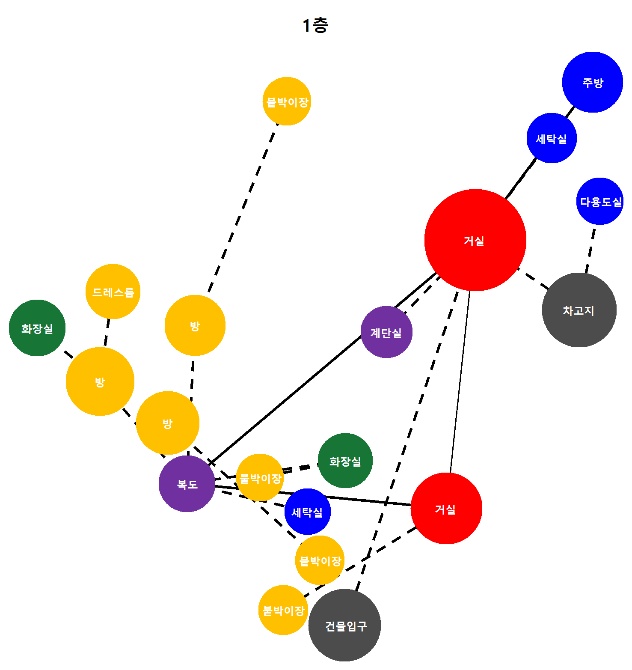 1층
주방
붙박이장
세탁실
다용도실
거실
드레스룸
차고지
방
화장실
계단실
방
방
화장실
붙박이장
복도
거실
세탁실
붙박이장
붙박이장
건물입구